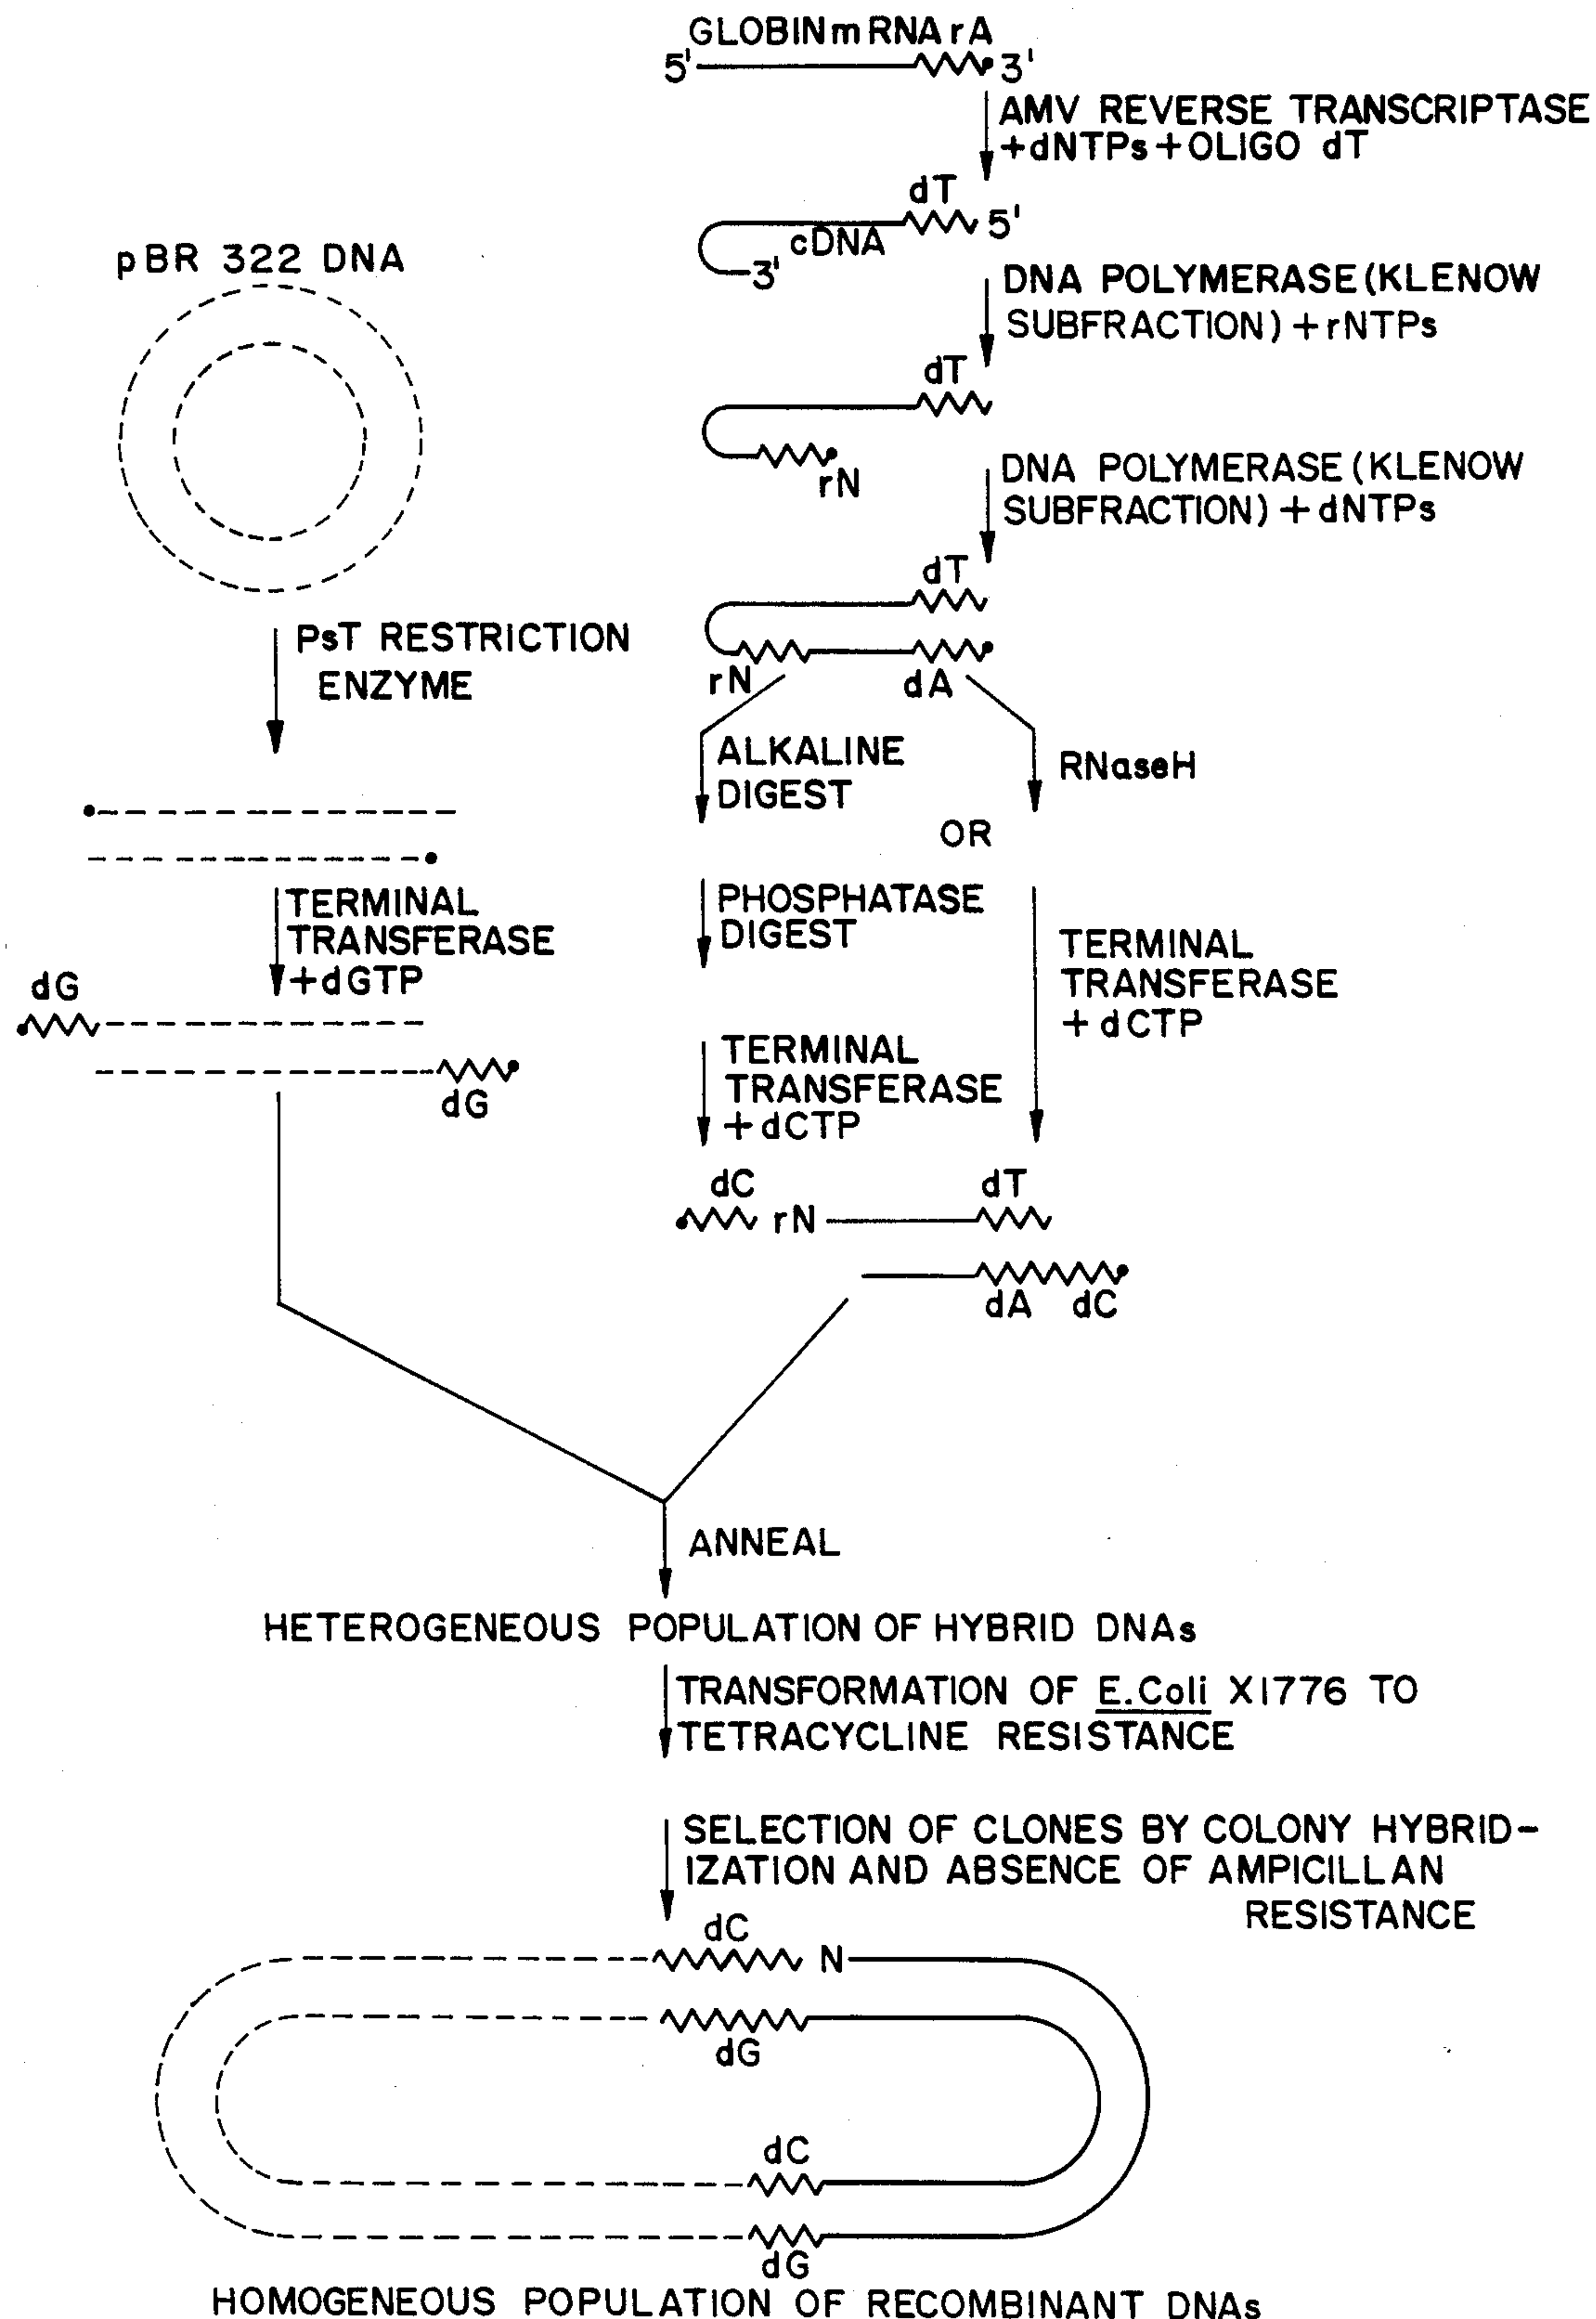 GLOBIN mRNA rA
5' 3'
AMV REVERSE TRANSCRIPTASE
+dNTPs+OLIGO dT
dT
5'
cDNA
3'
pBR 322 DNA
DNA POLYMERASE (KLENOW
SUBFRACTION) + rNTPs
dT
rN
DNA POLYMERASE (KLENOW
SUBFRACTION) + dNTPs
dT
rN dA
PsT RESTRICTION
ENZYME
ALKALINE
DIGEST
RNaseH
OR
TERMINAL
TRANSFERASE
+dGTP
PHOSPHATASE
DIGEST
TERMINAL
TRANSFERASE
+ dCTP
dG
dG
TERMINAL
TRANSFERASE
+dCTP
dC dT
rN
dA dC
ANNEAL
HETEROGENEOUS POPULATION OF HYBRID DNAs
TRANSFORMATION OF E.Coli X1776 TO
TETRACYCLINE RESISTANCE
SELECTION OF CLONES BY COLONY HYBRID-
IZATION AND ABSENCE OF AMPICILLAN
RESISTANCE
dC
N
dG
dC
dG
HOMOGENEOUS POPULATION OF RECOMBINANT DNAs